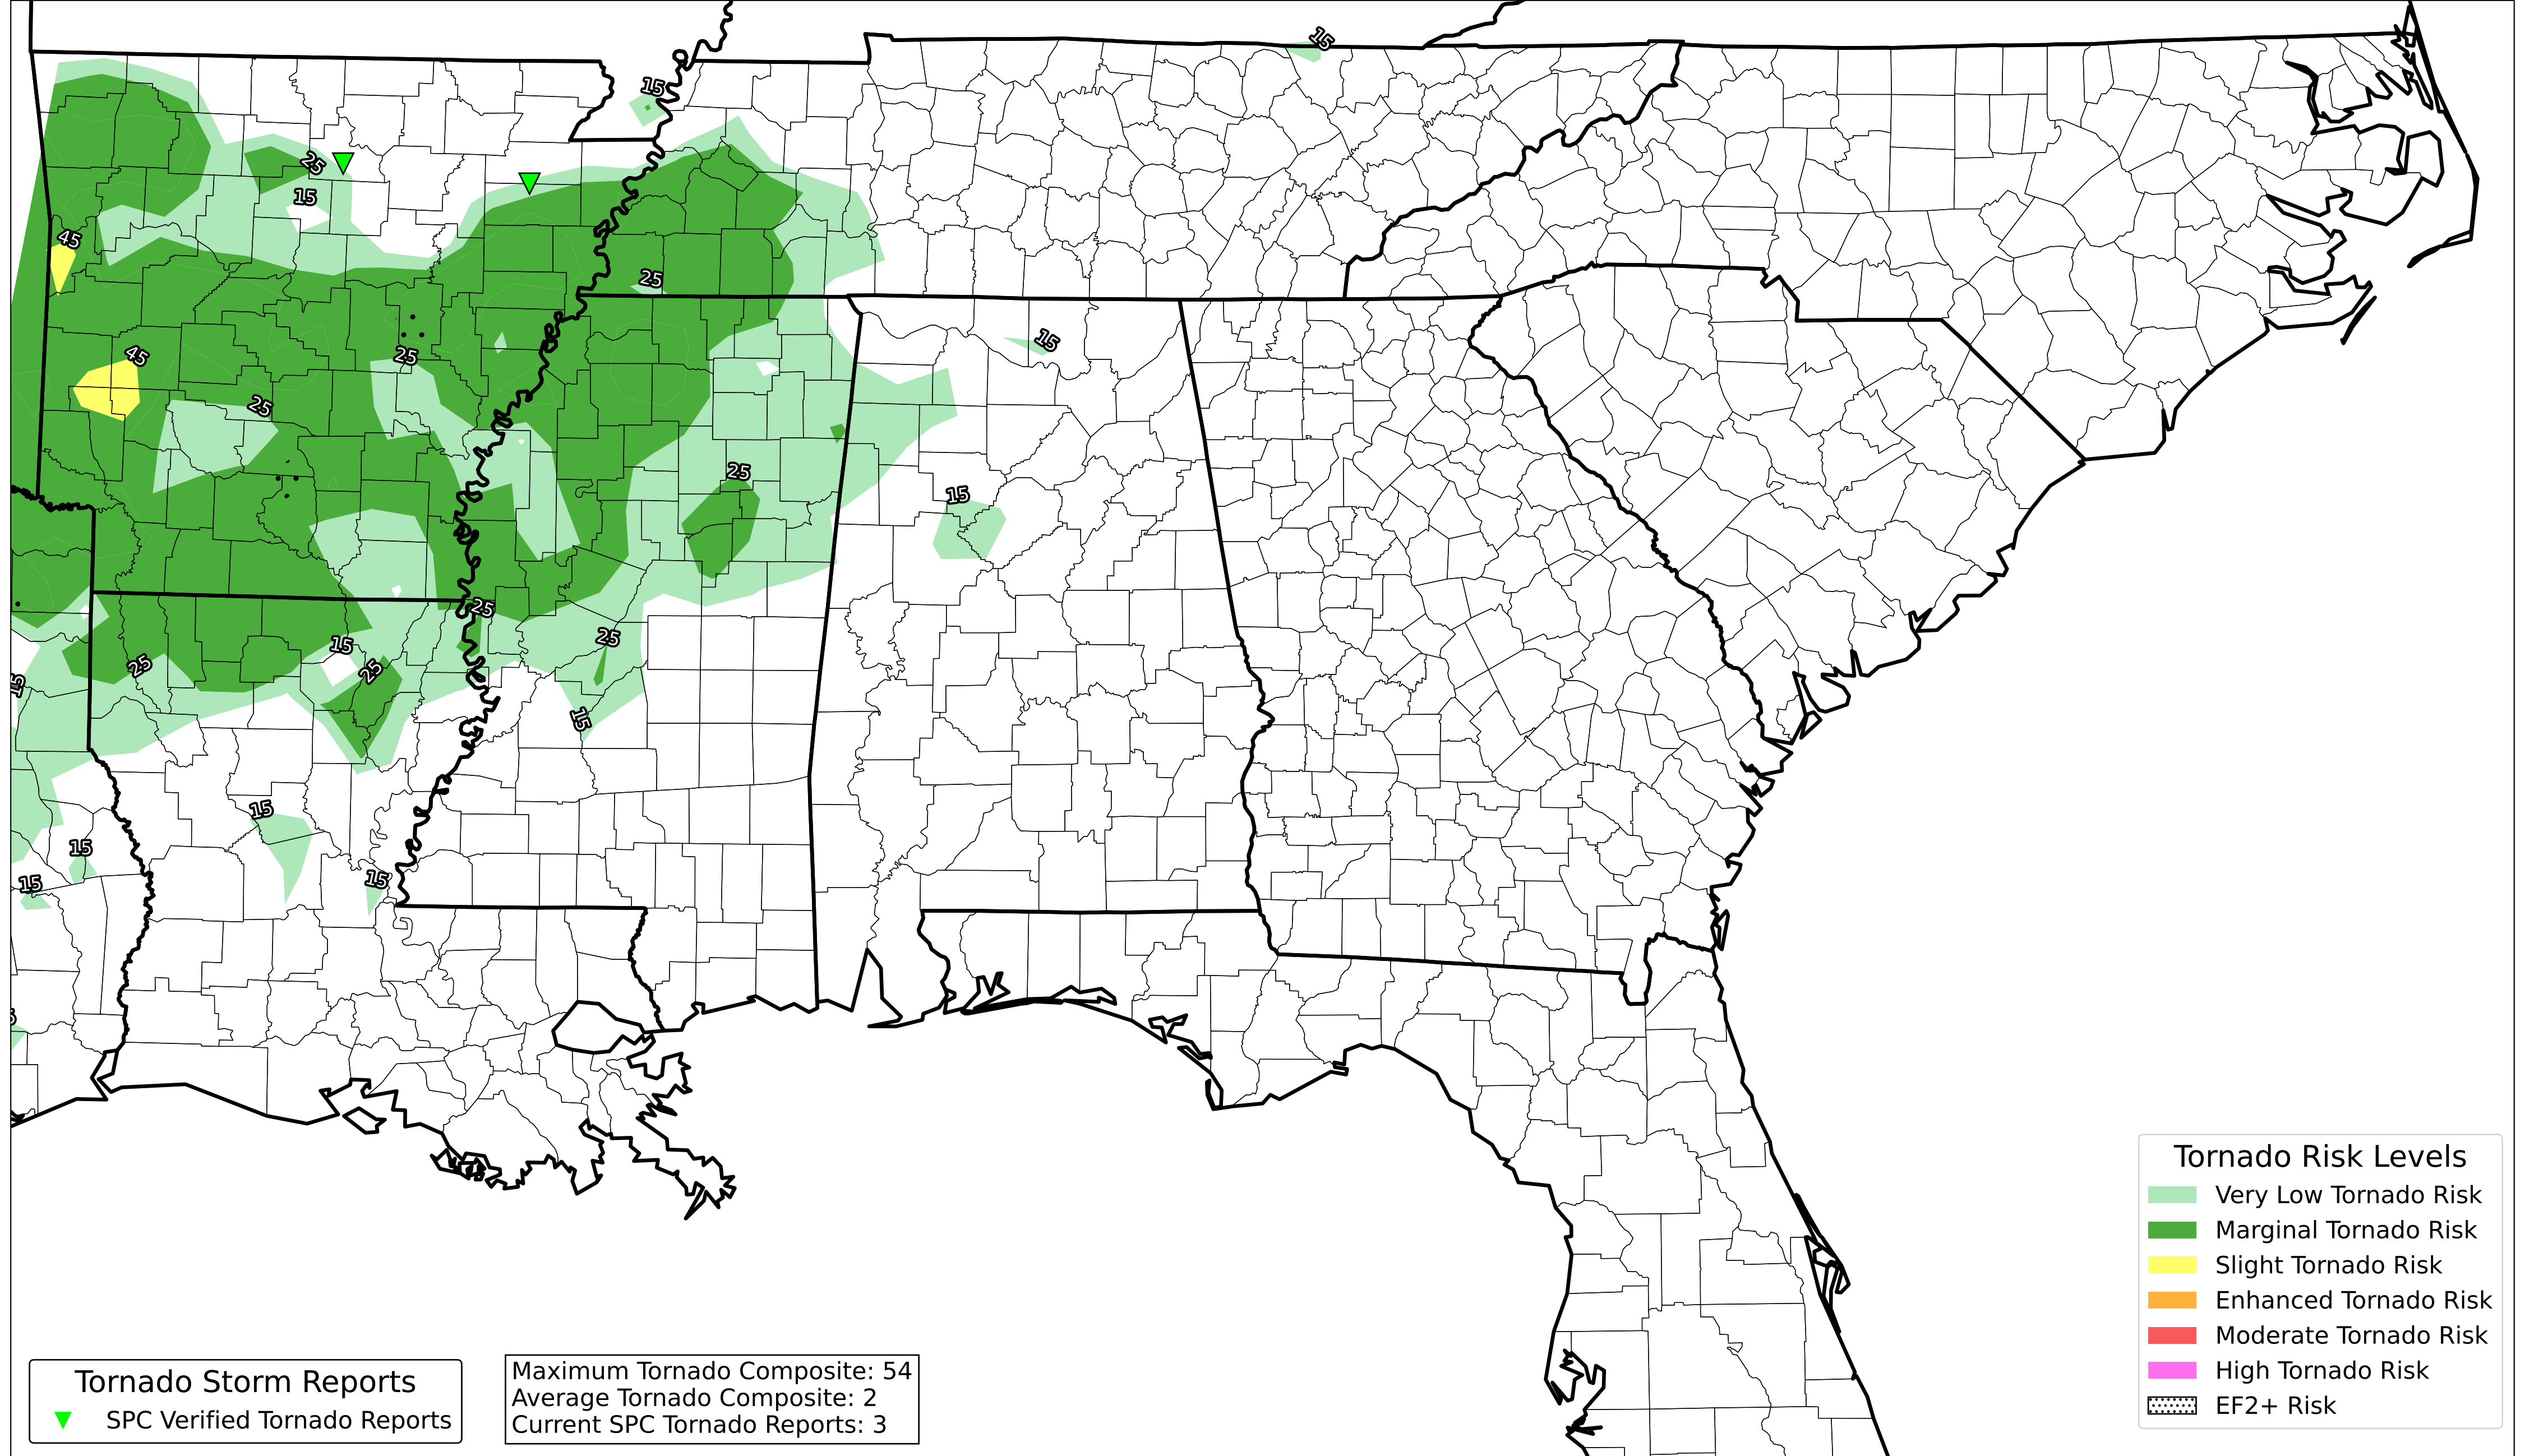 15
15
25
15
45
25
15
45
25
25
25
15
25
15
25
15
25
25
15
15
15
15
15
15
Tornado Risk Levels
Very Low Tornado Risk
Marginal Tornado Risk
Slight Tornado Risk
Enhanced Tornado Risk
Moderate Tornado Risk
High Tornado Risk
EF2+ Risk
Tornado Storm Reports
SPC Verified Tornado Reports
Maximum Tornado Composite: 54
Average Tornado Composite: 2
Current SPC Tornado Reports: 3